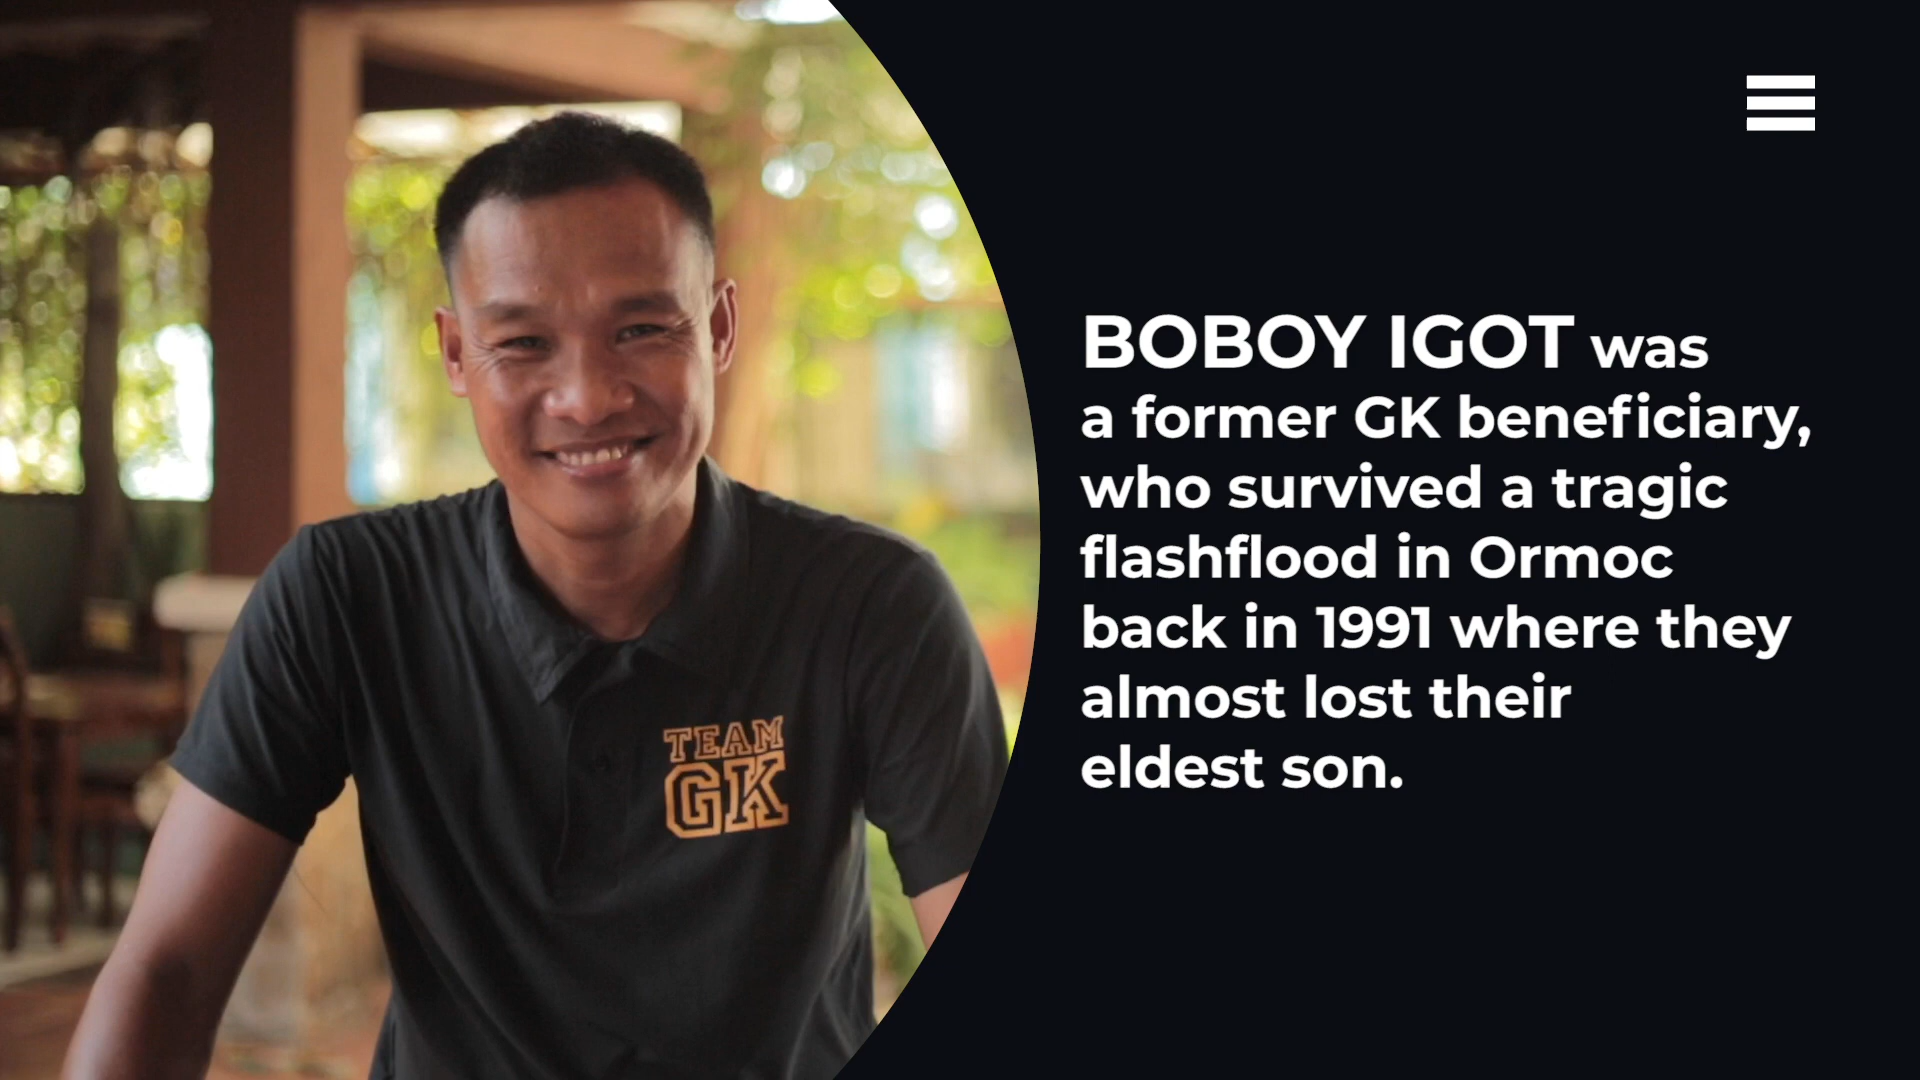 BOBOY IGOT was
a former GK beneficiary,
who survived a tragic
flashflood in Ormoc
back in 1991 where they
almost lost their
eldest son.
TEAM
GK